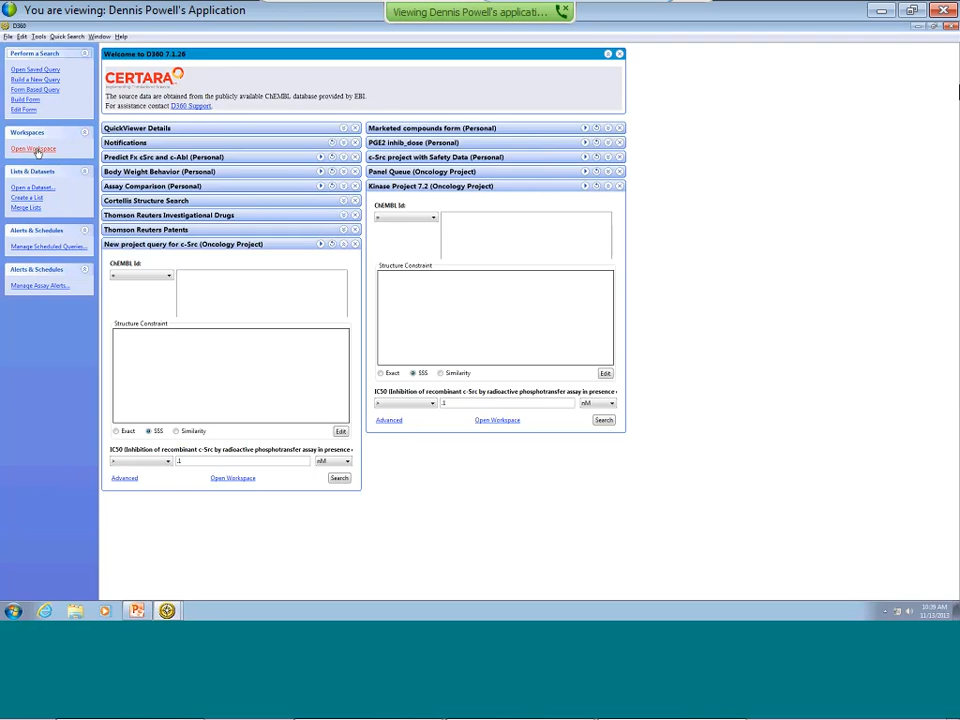 You are viewing: Dennis Powell's Application
Viewing Dennis Powell's applicati...
D360
File Edit Tools Quick Search Window Help
Perform a Search
Open Saved Query
Build a New Query
Form Based Query
Build Form
Edit Form
Workspaces
Open Workspace
Lists & Datasets
Open a Dataset...
Create a List
Merge Lists
Alerts & Schedules
Manage Scheduled Queries...
Alerts & Schedules
Manage Assay Alerts...
Welcome to D360 7.1.26
CERTARA
The source data are obtained from the publicly available ChEMBL database provided by EBI.
For assistance contact D360 Support.
QuickViewer Details
Notifications
Predict Fx cSrc and c-Abl (Personal)
Body Weight Behavior (Personal)
Assay Comparison (Personal)
Cortellis Structure Search
Thomson Reuters Investigational Drugs
Thomson Reuters Patents
New project query for c-Src (Oncology Project)
ChEMBL Id:
=
Structure Constraint
Exact SSS Similarity
Edit
IC50 (Inhibition of recombinant c-Src by radioactive phosphotransfer assay in presence
> .1 nM
Advanced Open Workspace Search
Marketed compounds form (Personal)
PGE2 inhib_dose (Personal)
c-Src project with Safety Data (Personal)
Panel Queue (Oncology Project)
Kinase Project 7.2 (Oncology Project)
ChEMBL Id:
=
Structure Constraint
Exact SSS Similarity
Edit
IC50 (Inhibition of recombinant c-Src by radioactive phosphotransfer assay in presence
> .1 nM
Advanced Open Workspace Search
10:39 AM
11/13/2013